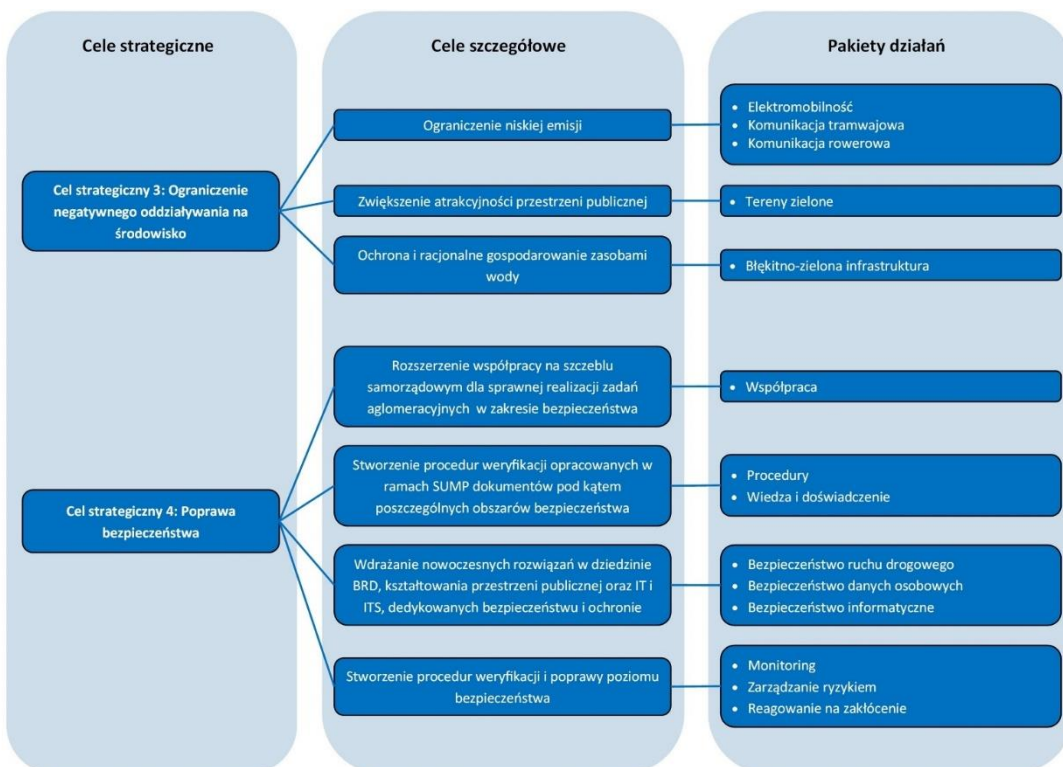 Cele strategiczne
Cele szczegółowe
Pakiety działań
Cel strategiczny 3: Ograniczenie
negatywnego oddziaływania na
środowisko
Ograniczenie niskiej emisji
• Elektromobilność
• Komunikacja tramwajowa
• Komunikacja rowerowa
Zwiększenie atrakcyjności przestrzeni publicznej
• Tereny zielone
Ochrona i racjonalne gospodarowanie zasobami
wody
• Błękitno-zielona infrastruktura
Cel strategiczny 4: Poprawa
bezpieczeństwa
Rozszerzenie współpracy na szczeblu
samorządowym dla sprawnej realizacji zadań
aglomeracyjnych w zakresie bezpieczeństwa
• Współpraca
Stworzenie procedur weryfikacji opracowanych w
ramach SUMP dokumentów pod kątem
poszczególnych obszarów bezpieczeństwa
• Procedury
• Wiedza i doświadczenie
Wdrażanie nowoczesnych rozwiązań w dziedzinie
BRD, kształtowania przestrzeni publicznej oraz IT i
ITS, dedykowanych bezpieczeństwu i ochronie
• Bezpieczeństwo ruchu drogowego
• Bezpieczeństwo danych osobowych
• Bezpieczeństwo informatyczne
Stworzenie procedur weryfikacji i poprawy poziomu
bezpieczeństwa
• Monitoring
• Zarządzanie ryzykiem
• Reagowanie na zakłócenie